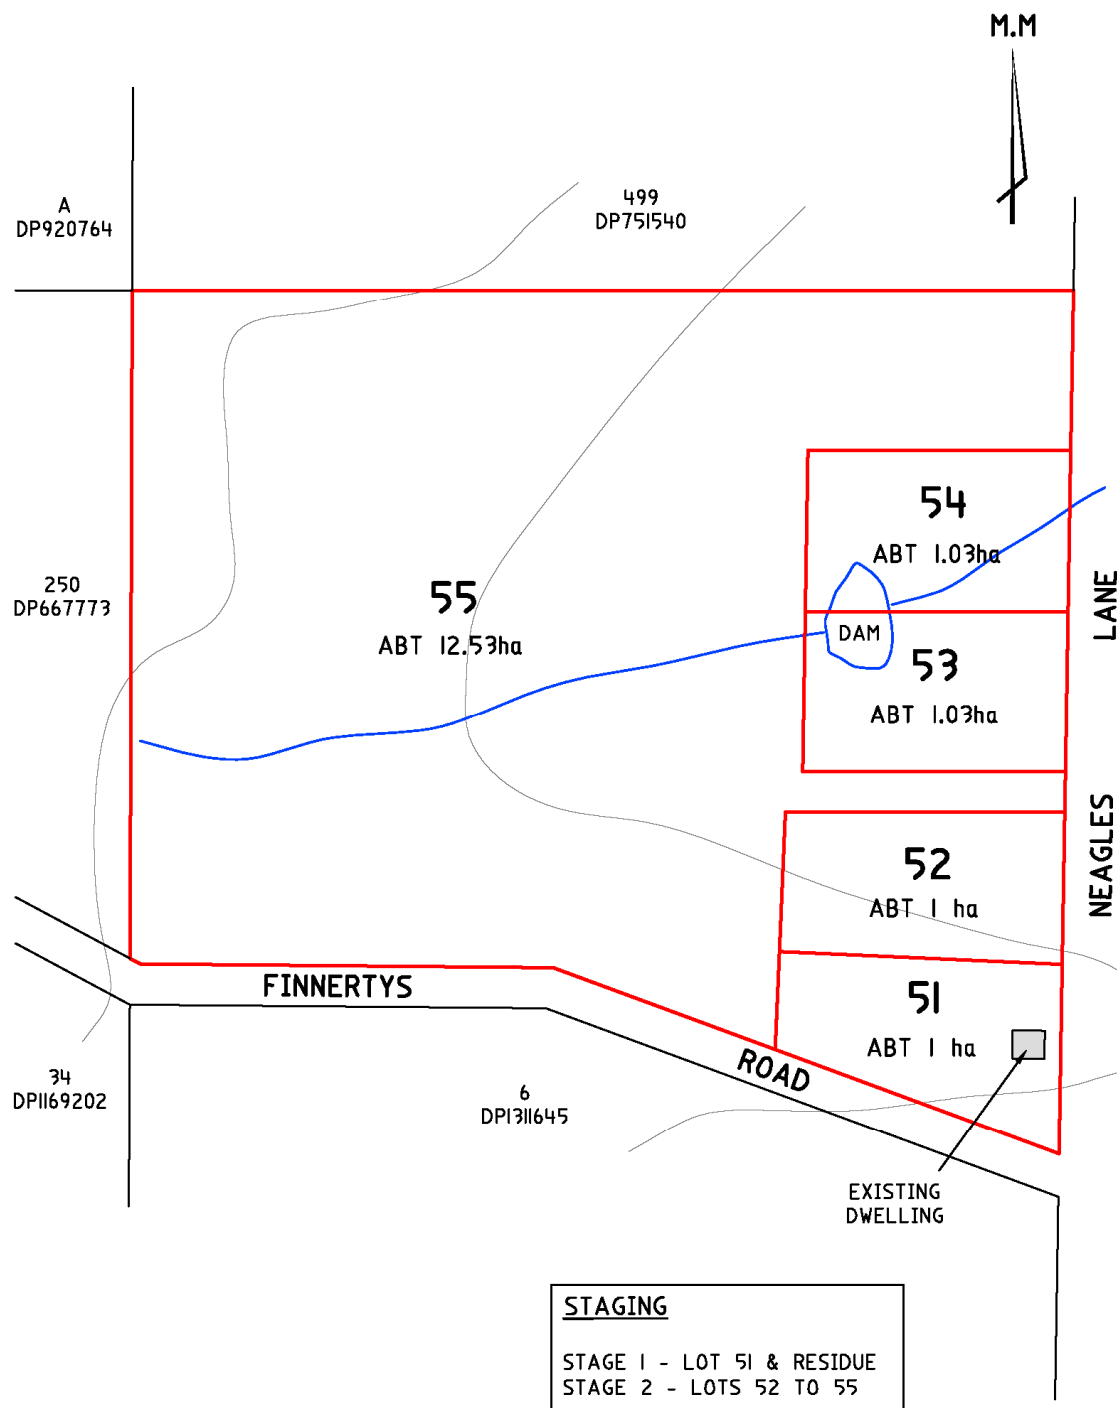 M.M
A
DP920764
499
DP751540
54
ABT 1.03ha
250
DP667773
55
ABT 12.53ha
DAM
53
ABT 1.03ha
NEAGLES LANE
52
ABT 1 ha
FINNERTYS ROAD
51
ABT 1 ha
34
DP1169202
6
DP1311645
EXISTING
DWELLING
STAGING
STAGE 1 - LOT 51 & RESIDUE
STAGE 2 - LOTS 52 TO 55